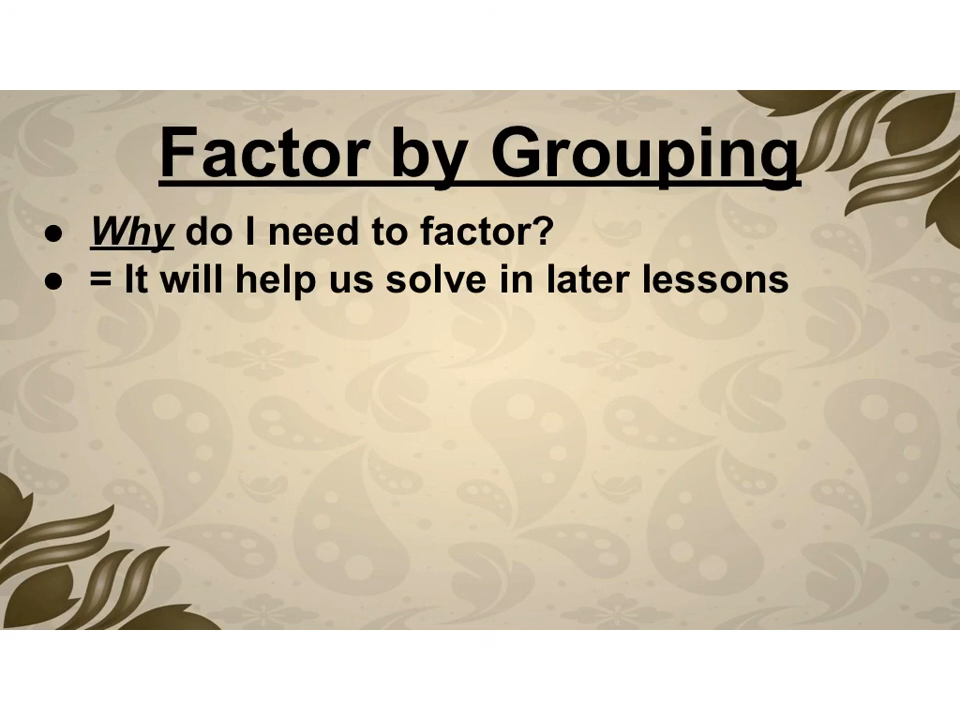 Factor by Grouping
● Why do I need to factor?
● = It will help us solve in later lessons